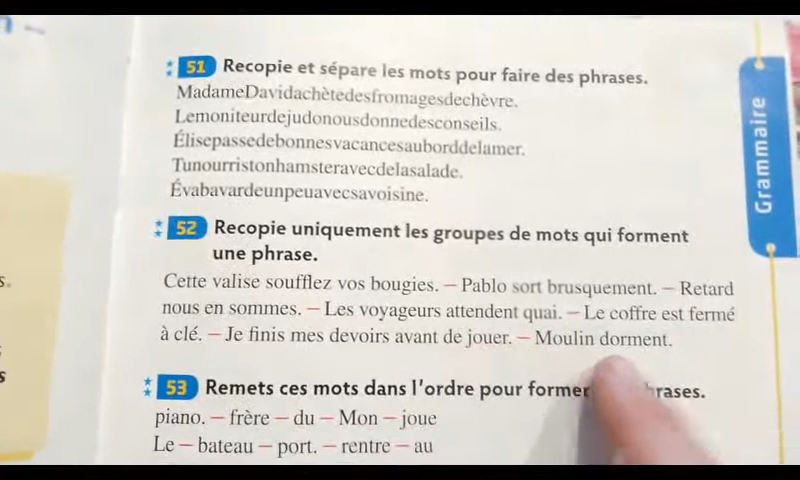 51 Recopie et sépare les mots pour faire des phrases.
MadameDavidachètedesfromagesdechèvre.
Lemoniteurdejudonousdonnedesconseils.
Élisepassedebonnesvacancesauborddelamer.
Tunourristonhamsteravecdelasalade.
Évabavardeunpeuavecsavoisine.
52 Recopie uniquement les groupes de mots qui forment
une phrase.
Cette valise soufflez vos bougies. – Pablo sort brusquement. – Retard
nous en sommes. – Les voyageurs attendent quai. – Le coffre est fermé
à clé. – Je finis mes devoirs avant de jouer. – Moulin dorment.
53 Remets ces mots dans l'ordre pour former
piano. – frère – du – Mon – joue
Le – bateau – port. – rentre – au
Grammaire